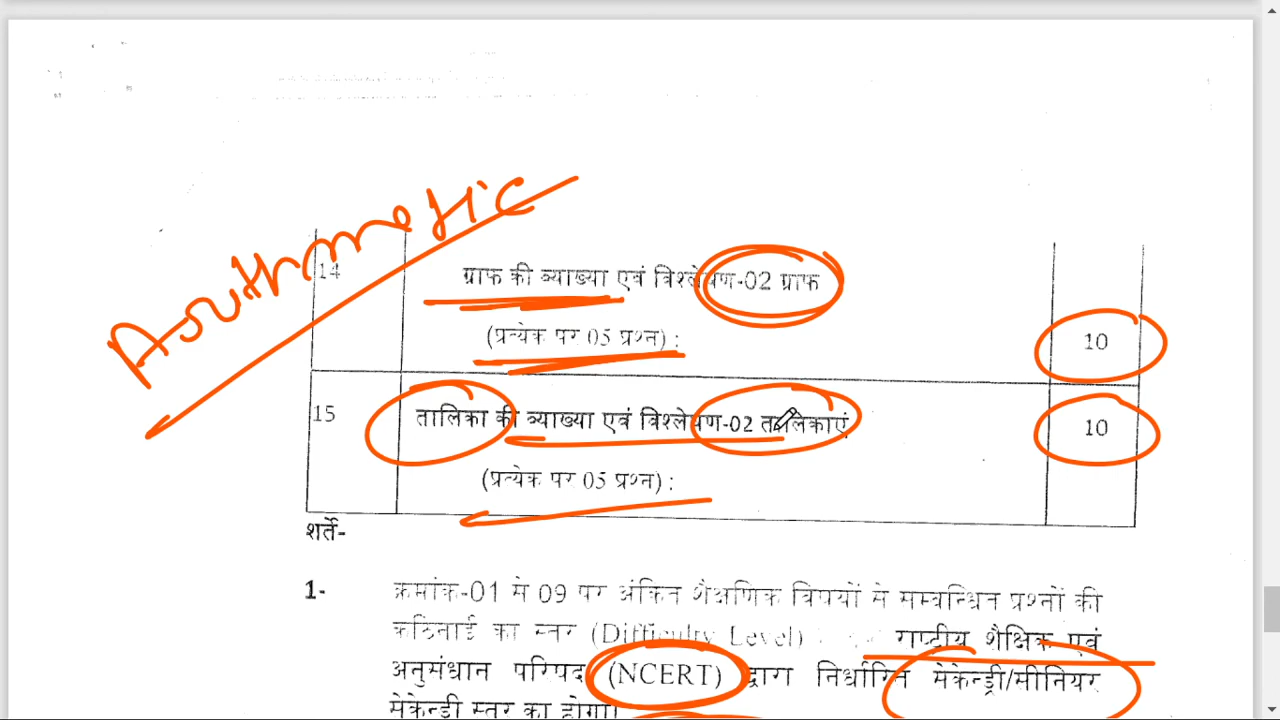 Arithmetic
14 ग्राफ की व्याख्या एवं विश्लेषण-02 ग्राफ
(प्रत्येक पर 05 प्रश्न) : 10
15 तालिका की व्याख्या एवं विश्लेषण-02 तालिकाएं 10
(प्रत्येक पर 05 प्रश्न) :
शर्ते-
1- क्रमांक-01 से 09 पर अंकित शैक्षणिक विषयों से सम्बन्धित प्रश्नों की
कठिनाई का स्तर (Difficulty Level) राष्ट्रीय शैक्षिक एवं
अनुसंधान परिषद (NCERT) द्वारा निर्धारित सेकेन्ड्री/सीनियर
सेकेन्ड्री स्तर का होगा।